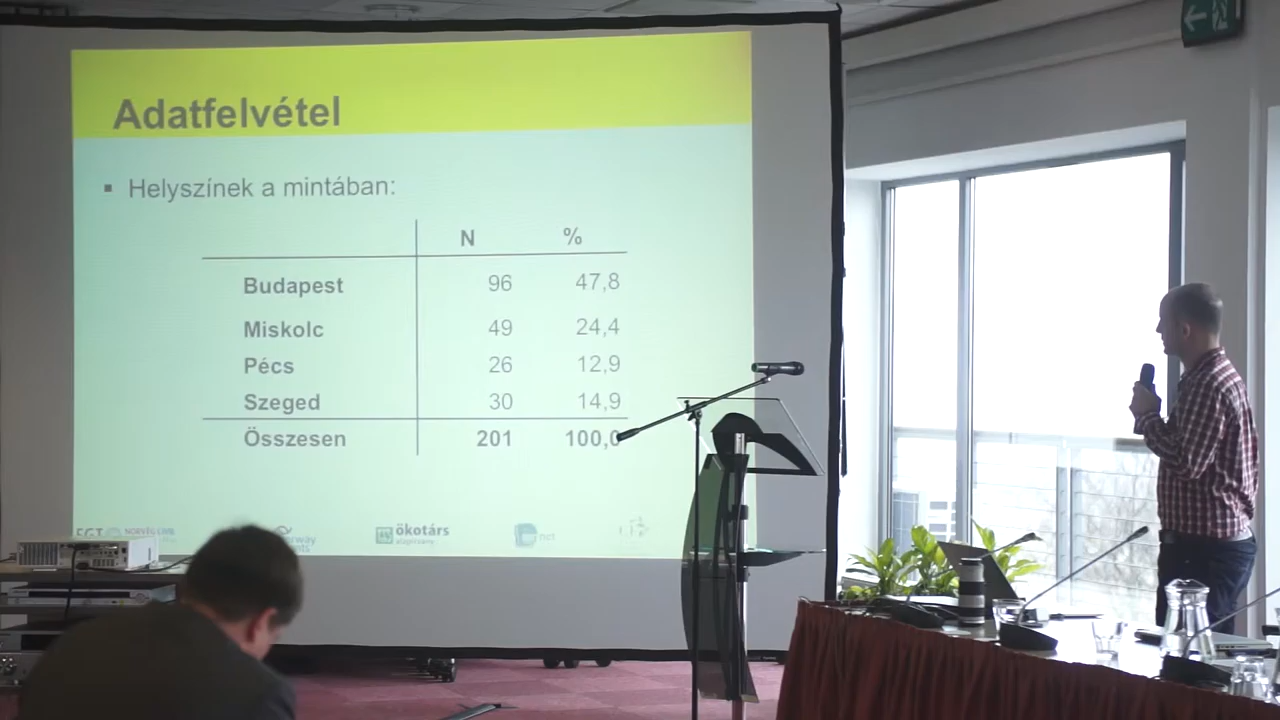 Adatfelvétel
▪ Helyszínek a mintában:
N %
Budapest 96 47,8
Miskolc 49 24,4
Pécs 26 12,9
Szeged 30 14,9
Összesen 201 100,0
ökotárs